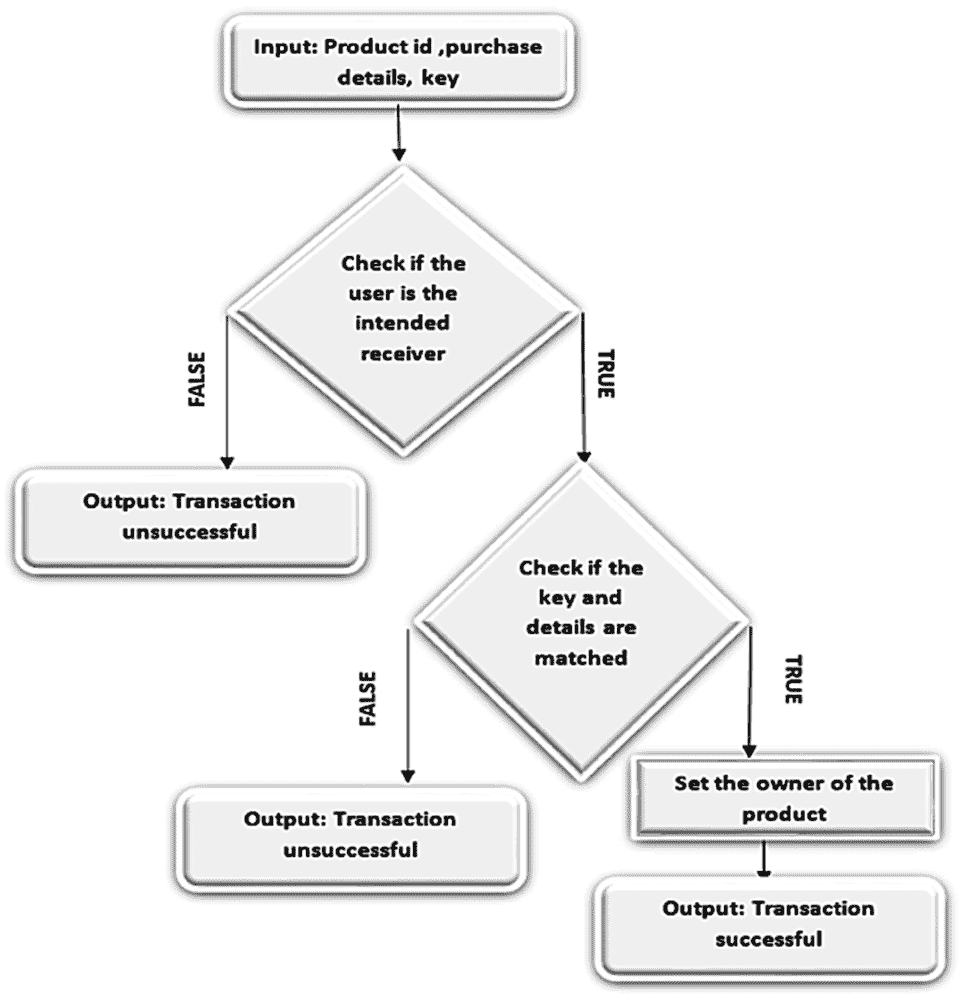 Input: Product id ,purchase
details, key
Check if the
user is the
intended
receiver
FALSE
TRUE
Output: Transaction
unsuccessful
Check if the
key and
details are
matched
FALSE
TRUE
Set the owner of the
product
Output: Transaction
unsuccessful
Output: Transaction
successful